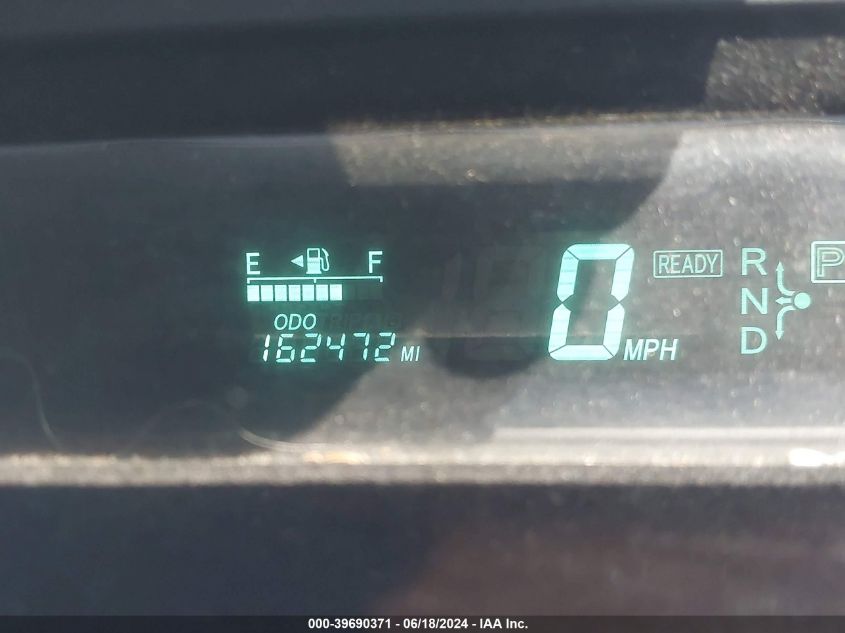 E F
ODO
162472 MI
0 MPH
READY
R
N
D
P
000-39690371 - 06/18/2024 - IAA Inc.